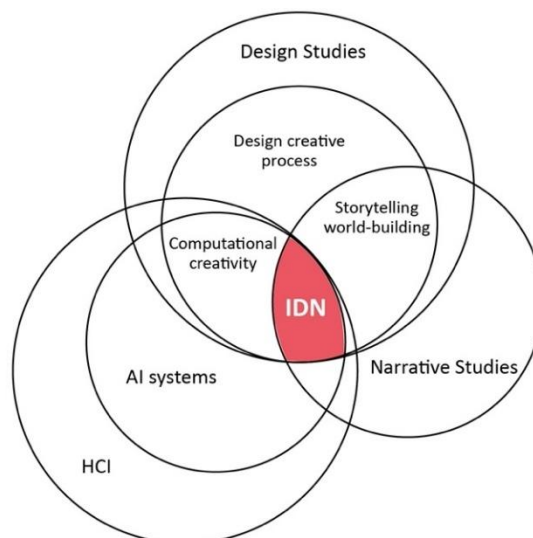 Design Studies
Design creative
process
Storytelling
world-building
Computational
creativity
IDN
Narrative Studies
AI systems
HCI